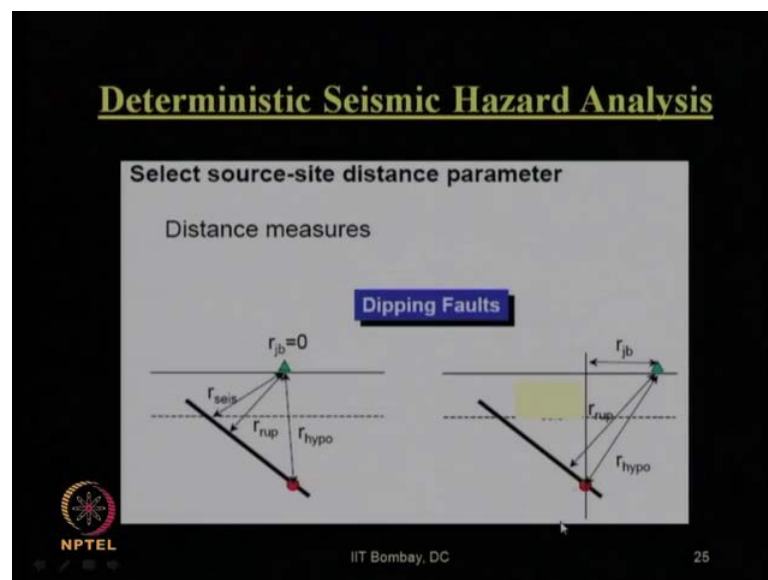 Deterministic Seismic Hazard Analysis
Select source-site distance parameter
Distance measures
Dipping Faults
r_jb=0
r_seis
r_rup
r_hypo
r_jb
r_rup
r_hypo
NPTEL
IIT Bombay, DC
25